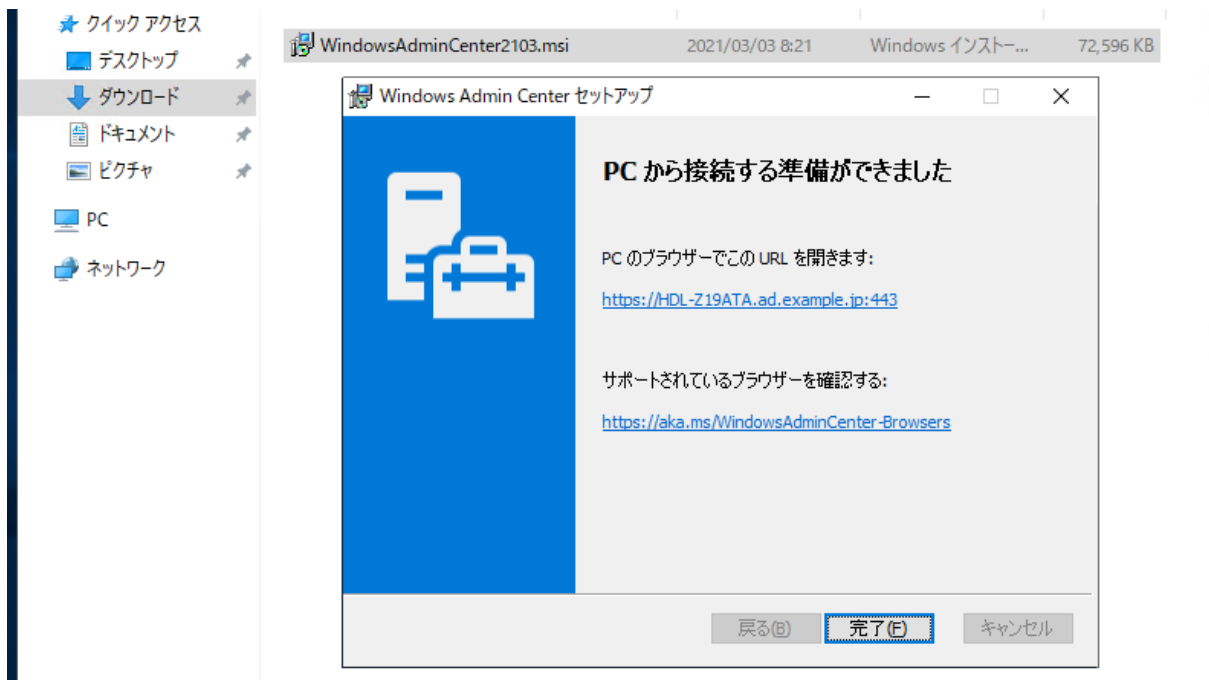 クイック アクセス
デスクトップ
ダウンロード
ドキュメント
ピクチャ
PC
ネットワーク
WindowsAdminCenter2103.msi 2021/03/03 8:21 Windows インストー... 72,596 KB
Windows Admin Center セットアップ
PC から接続する準備ができました
PC のブラウザーでこの URL を開きます:
https://HDL-Z19ATA.ad.example.jp:443
サポートされているブラウザーを確認する:
https://aka.ms/WindowsAdminCenter-Browsers
戻る(B) 完了(F) キャンセル